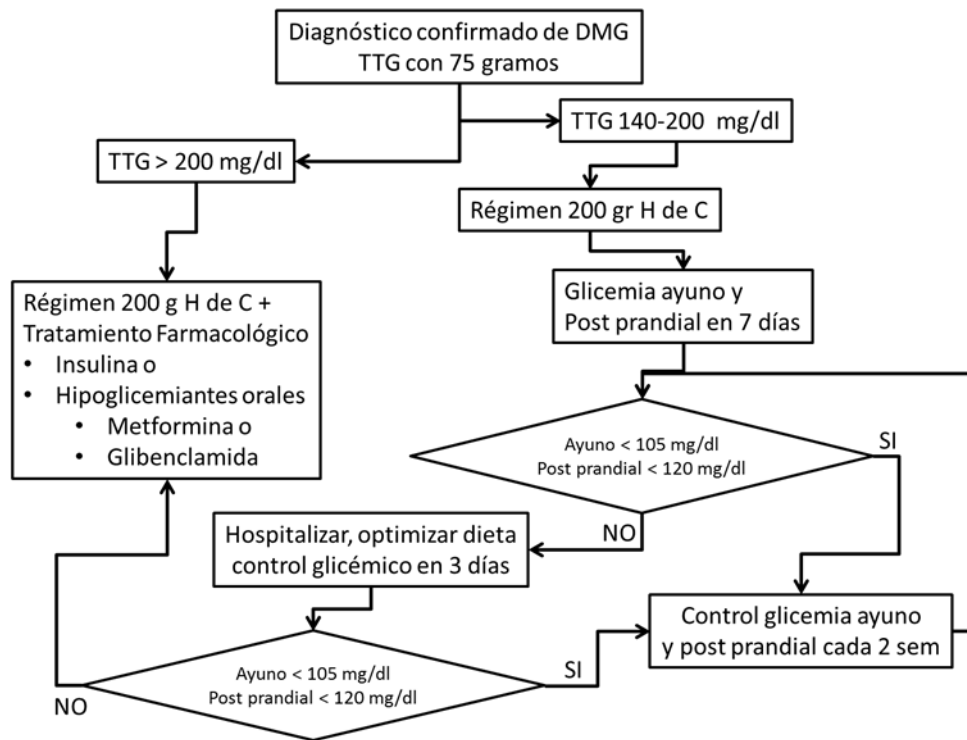 Diagnóstico confirmado de DMG
TTG con 75 gramos
TTG 140-200 mg/dl
TTG > 200 mg/dl
Régimen 200 gr H de C
Régimen 200 g H de C +
Tratamiento Farmacológico
• Insulina o
• Hipoglicemiantes orales
• Metformina o
• Glibenclamida
Glicemia ayuno y
Post prandial en 7 días
Ayuno < 105 mg/dl
Post prandial < 120 mg/dl
SI
NO
Hospitalizar, optimizar dieta
control glicémico en 3 días
Control glicemia ayuno
y post prandial cada 2 sem
Ayuno < 105 mg/dl
Post prandial < 120 mg/dl
SI
NO